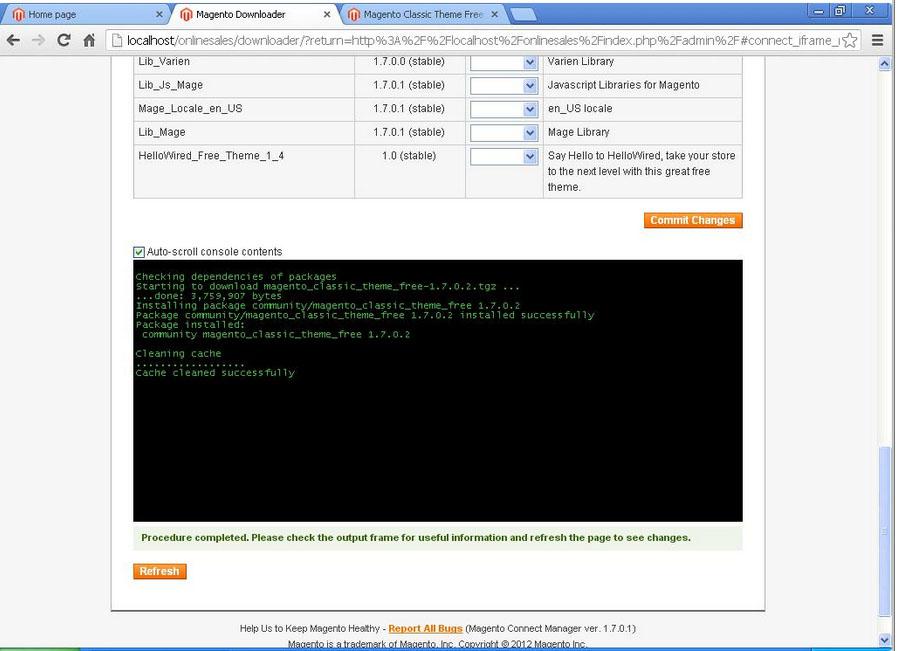 Home page
Magento Downloader
Magento Classic Theme Free
localhost/onlinesales/downloader/?return=http%3A%2F%2Flocalhost%2Fonlinesales%2Findex.php%2Fadmin%2F#connect_iframe_
Lib_Varien 1.7.0.0 (stable) Varien Library
Lib_Js_Mage 1.7.0.1 (stable) Javascript Libraries for Magento
Mage_Locale_en_US 1.7.0.1 (stable) en_US locale
Lib_Mage 1.7.0.1 (stable) Mage Library
HelloWired_Free_Theme_1_4 1.0 (stable) Say Hello to HelloWired, take your store
to the next level with this great free
theme.
Commit Changes
Auto-scroll console contents
Checking dependencies of packages
Starting to download magento_classic_theme_free-1.7.0.2.tgz ...
...done: 3,759,907 bytes
Installing package community/magento_classic_theme_free 1.7.0.2
Package community/magento_classic_theme_free 1.7.0.2 installed successfully
Package installed:
community magento_classic_theme_free 1.7.0.2
Cleaning cache
..................
Cache cleaned successfully
Procedure completed. Please check the output frame for useful information and refresh the page to see changes.
Refresh
Help Us to Keep Magento Healthy - Report All Bugs (Magento Connect Manager ver. 1.7.0.1)
Magento is a trademark of Magento, Inc. Copyright © 2012 Magento Inc.